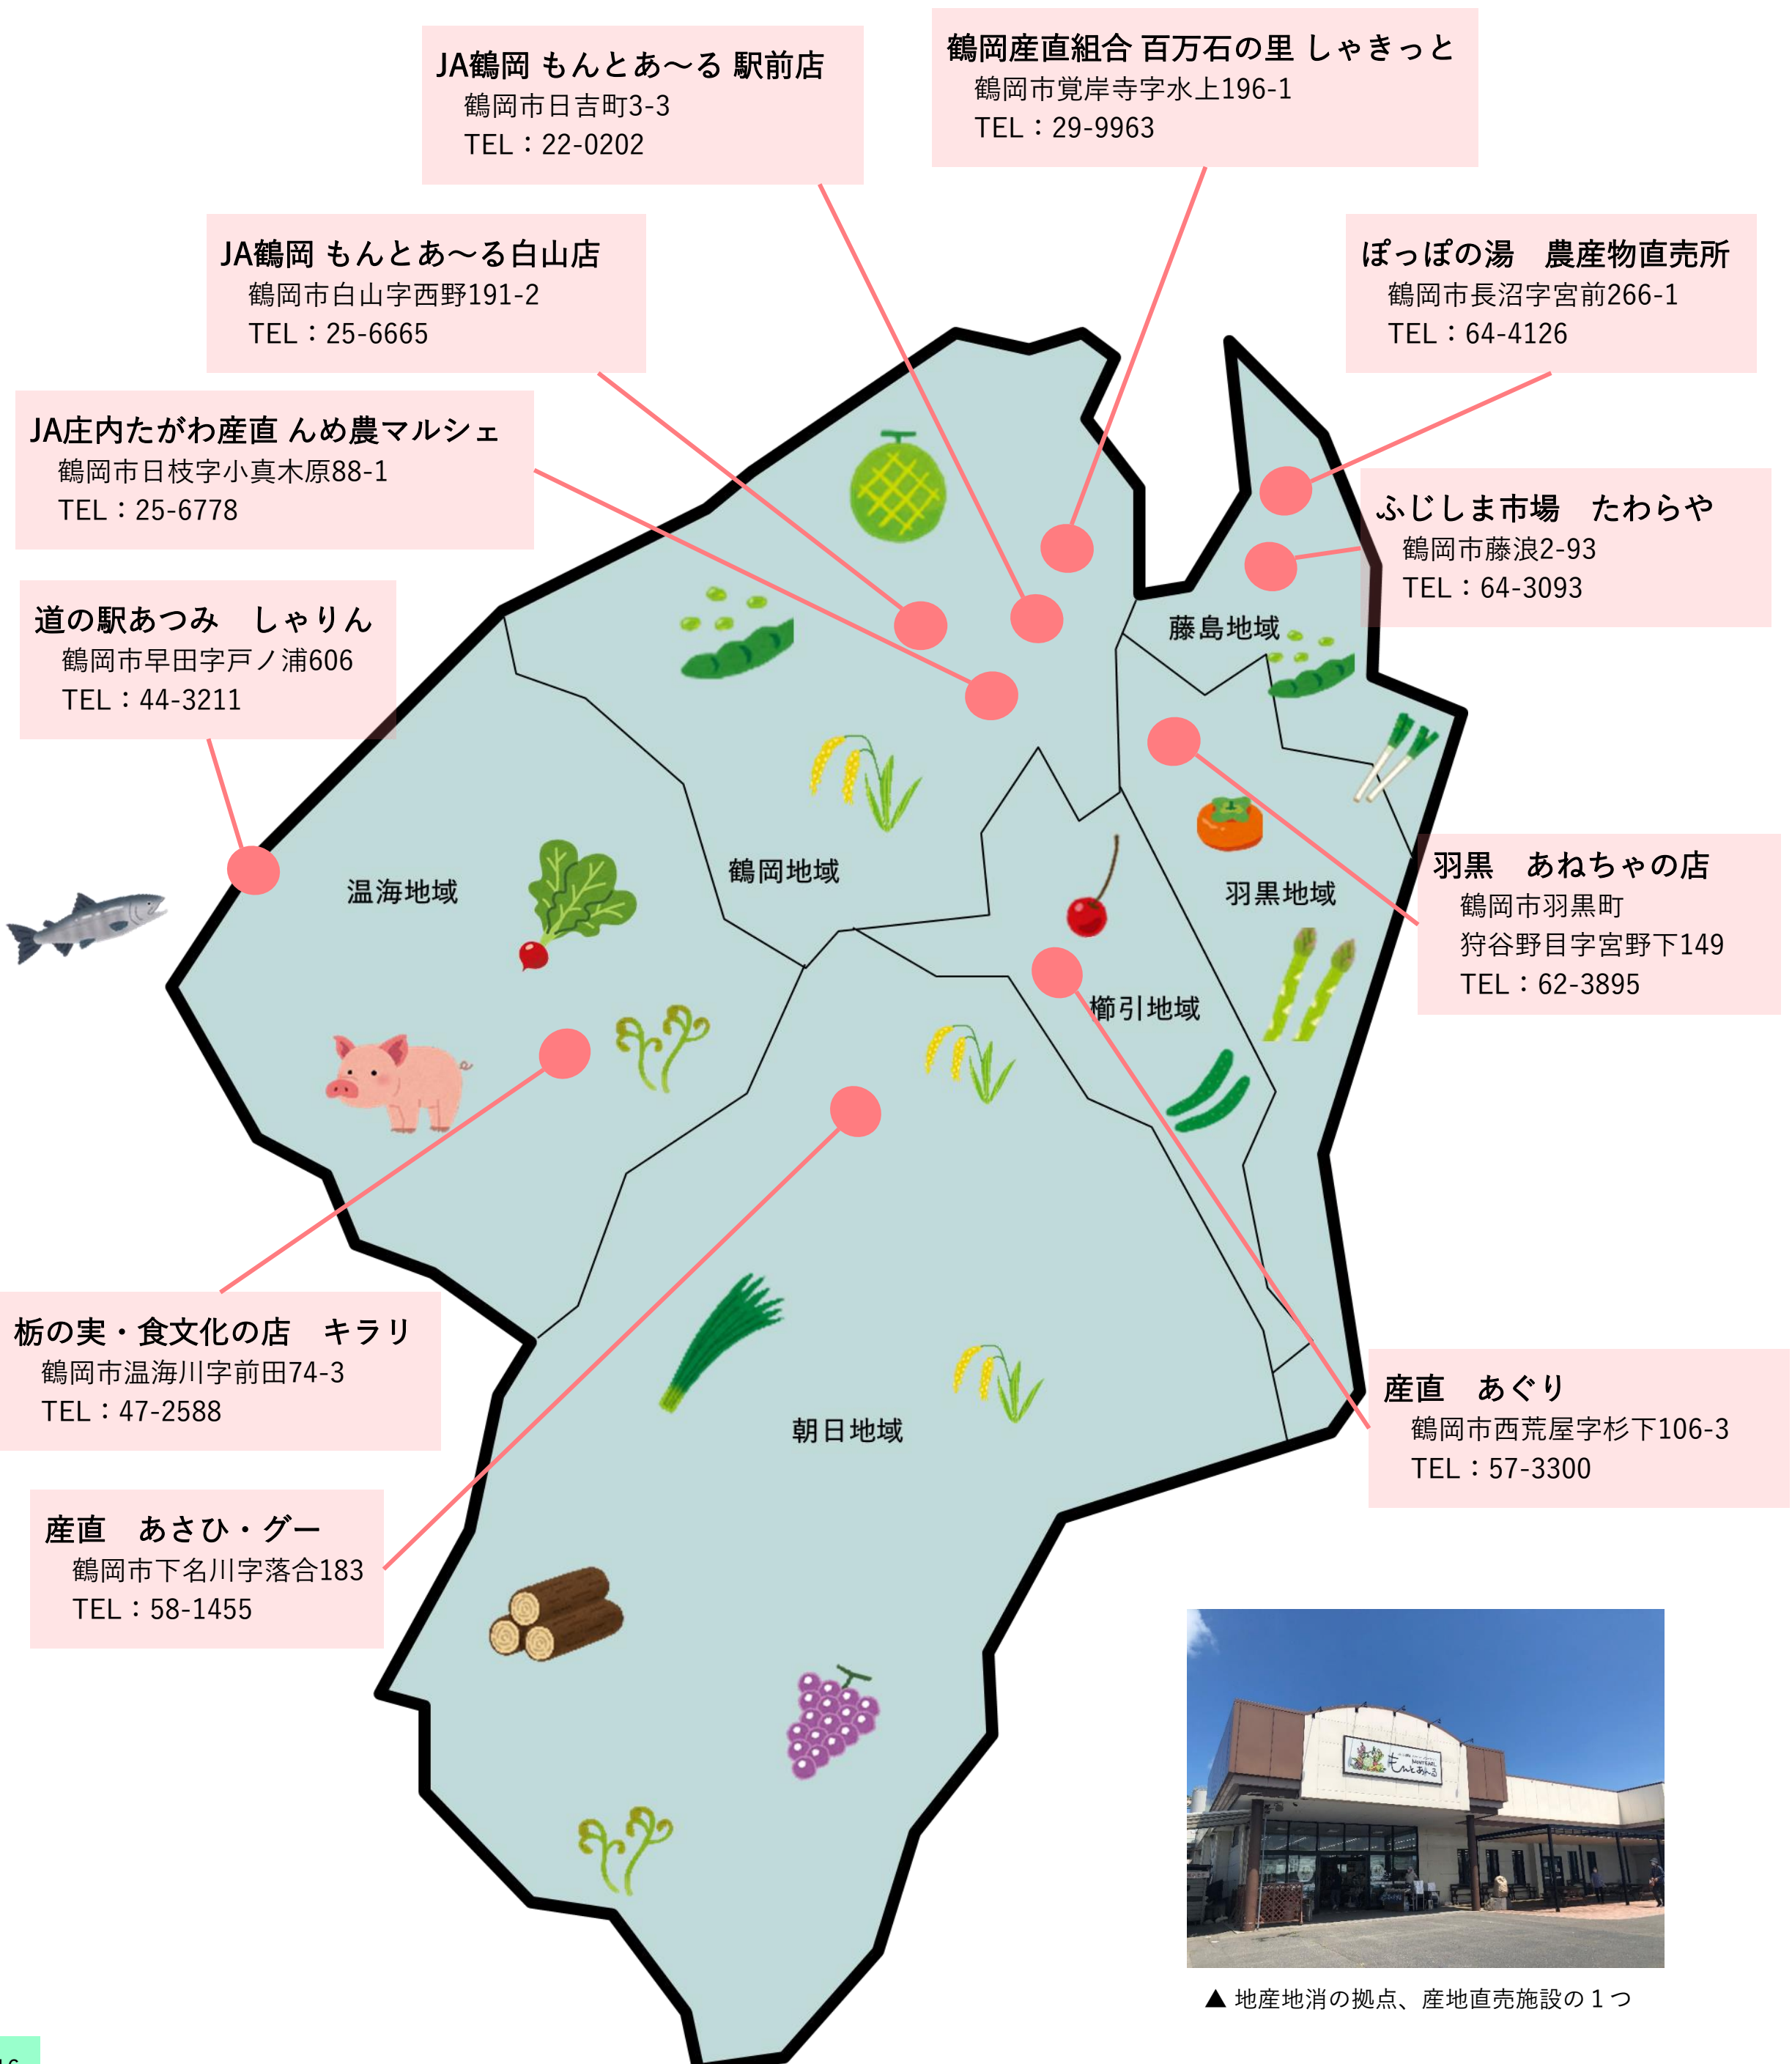 JA鶴岡 もんとあ～る 駅前店
鶴岡市日吉町3-3
TEL：22-0202
鶴岡産直組合 百万石の里 しゃきっと
鶴岡市覚岸寺字水上196-1
TEL：29-9963
JA鶴岡 もんとあ～る白山店
鶴岡市白山字西野191-2
TEL：25-6665
ぽっぽの湯　農産物直売所
鶴岡市長沼字宮前266-1
TEL：64-4126
JA庄内たがわ産直 んめ農マルシェ
鶴岡市日枝字小真木原88-1
TEL：25-6778
ふじしま市場　たわらや
鶴岡市藤浪2-93
TEL：64-3093
道の駅あつみ　しゃりん
鶴岡市早田字戸ノ浦606
TEL：44-3211
藤島地域
鶴岡地域
温海地域
羽黒地域
羽黒　あねちゃの店
鶴岡市羽黒町
狩谷野目字宮野下149
TEL：62-3895
櫛引地域
栃の実・食文化の店　キラリ
鶴岡市温海川字前田74-3
TEL：47-2588
朝日地域
産直　あぐり
鶴岡市西荒屋字杉下106-3
TEL：57-3300
産直　あさひ・グー
鶴岡市下名川字落合183
TEL：58-1455
もんとあ～る
▲ 地産地消の拠点、産地直売施設の１つ